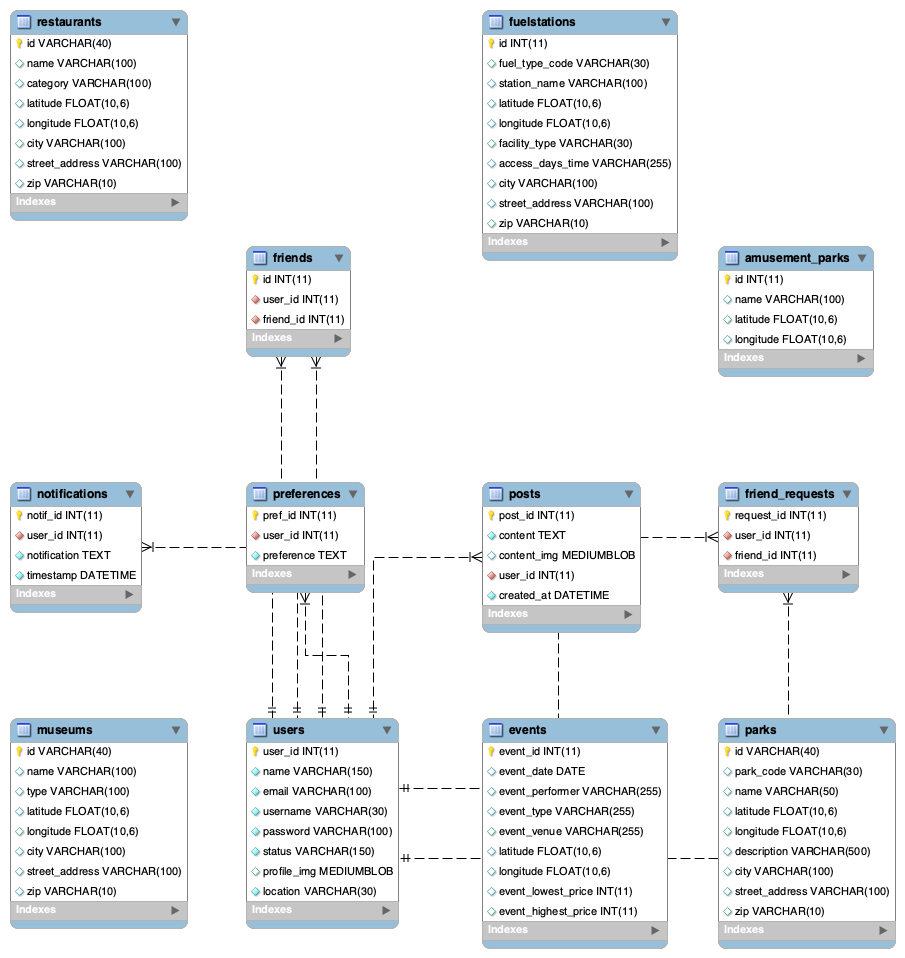 restaurants
id VARCHAR(40)
name VARCHAR(100)
category VARCHAR(100)
latitude FLOAT(10,6)
longitude FLOAT(10,6)
city VARCHAR(100)
street_address VARCHAR(100)
zip VARCHAR(10)
Indexes
fuelstations
id INT(11)
fuel_type_code VARCHAR(30)
station_name VARCHAR(100)
latitude FLOAT(10,6)
longitude FLOAT(10,6)
facility_type VARCHAR(30)
access_days_time VARCHAR(255)
city VARCHAR(100)
street_address VARCHAR(100)
zip VARCHAR(10)
Indexes
friends
id INT(11)
user_id INT(11)
friend_id INT(11)
Indexes
amusement_parks
id INT(11)
name VARCHAR(100)
latitude FLOAT(10,6)
longitude FLOAT(10,6)
Indexes
notifications
notif_id INT(11)
user_id INT(11)
notification TEXT
timestamp DATETIME
Indexes
preferences
pref_id INT(11)
user_id INT(11)
preference TEXT
Indexes
posts
post_id INT(11)
content TEXT
content_img MEDIUMBLOB
user_id INT(11)
created_at DATETIME
Indexes
friend_requests
request_id INT(11)
user_id INT(11)
friend_id INT(11)
Indexes
museums
id VARCHAR(40)
name VARCHAR(100)
type VARCHAR(100)
latitude FLOAT(10,6)
longitude FLOAT(10,6)
city VARCHAR(100)
street_address VARCHAR(100)
zip VARCHAR(10)
Indexes
users
user_id INT(11)
name VARCHAR(150)
email VARCHAR(100)
username VARCHAR(30)
password VARCHAR(100)
status VARCHAR(150)
profile_img MEDIUMBLOB
location VARCHAR(30)
Indexes
events
event_id INT(11)
event_date DATE
event_performer VARCHAR(255)
event_type VARCHAR(255)
event_venue VARCHAR(255)
latitude FLOAT(10,6)
longitude FLOAT(10,6)
event_lowest_price INT(11)
event_highest_price INT(11)
Indexes
parks
id VARCHAR(40)
park_code VARCHAR(30)
name VARCHAR(50)
latitude FLOAT(10,6)
longitude FLOAT(10,6)
description VARCHAR(500)
city VARCHAR(100)
street_address VARCHAR(100)
zip VARCHAR(10)
Indexes